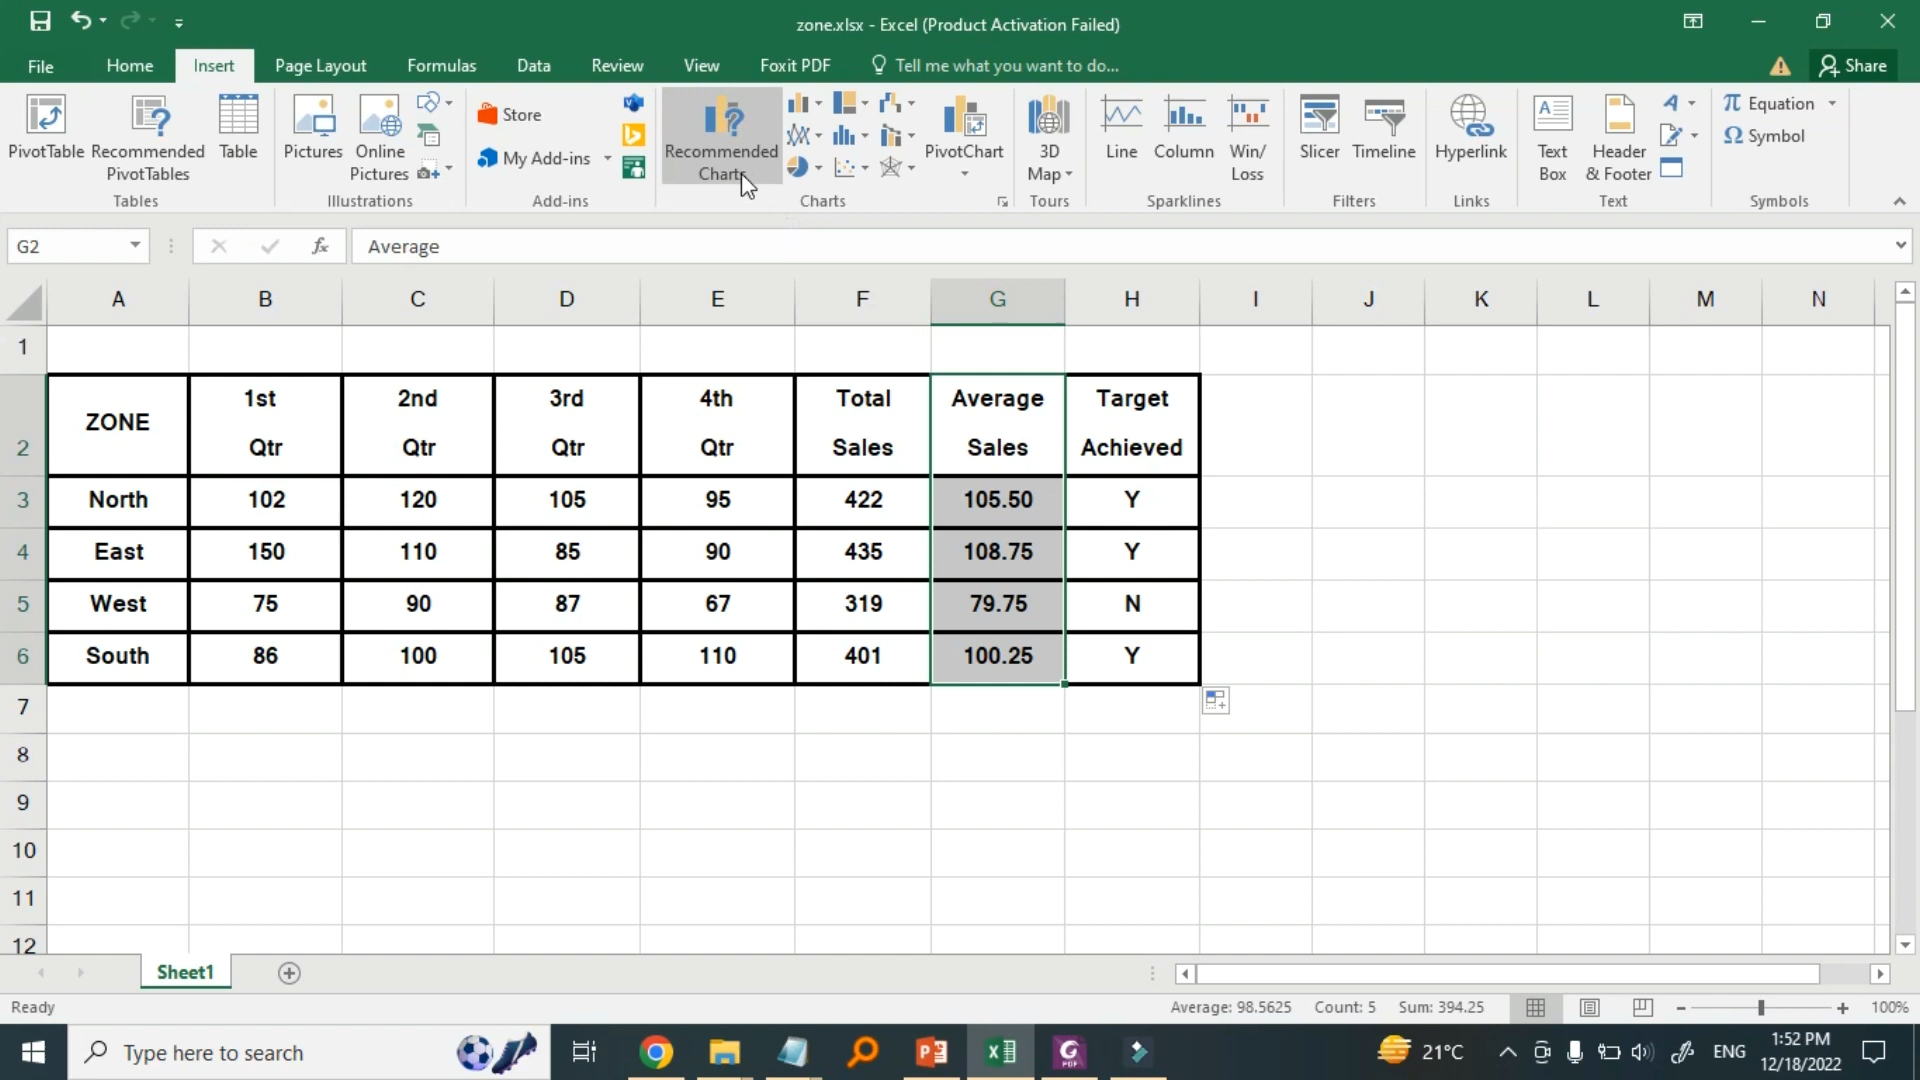 zone.xlsx - Excel (Product Activation Failed)
File Home Insert Page Layout Formulas Data Review View Foxit PDF Tell me what you want to do... Share
PivotTable Recommended PivotTables Table Pictures Online Pictures Store My Add-ins Recommended Charts PivotChart 3D Map Line Column Win/Loss Slicer Timeline Hyperlink Text Box Header & Footer Equation Symbol
Tables Illustrations Add-ins Charts Tours Sparklines Filters Links Text Symbols
G2 fx Average
A B C D E F G H I J K L M N
1
2 ZONE 1st Qtr 2nd Qtr 3rd Qtr 4th Qtr Total Sales Average Sales Target Achieved
3 North 102 120 105 95 422 105.50 Y
4 East 150 110 85 90 435 108.75 Y
5 West 75 90 87 67 319 79.75 N
6 South 86 100 105 110 401 100.25 Y
7
8
9
10
11
12
Sheet1
Ready Average: 98.5625 Count: 5 Sum: 394.25 100%
Type here to search 21°C ENG 1:52 PM
12/18/2022